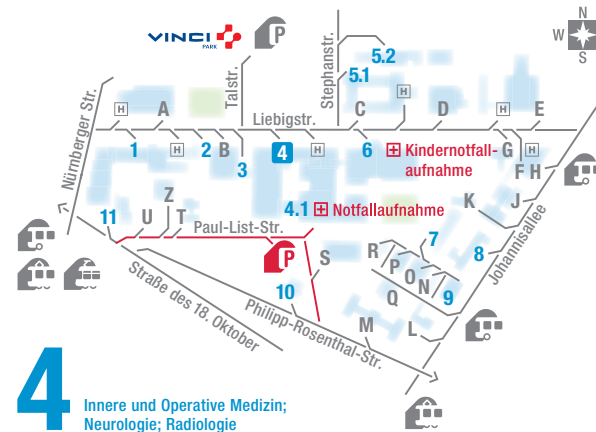 N
W
S
VINCI
PARK
P
5.2
5.1
Stephanstr.
Talstr.
Nürnberger Str.
H
A
Liebigstr.
C
H
D
H
E
1
H
2
B
3
4
H
6
Kindernotfall-
aufnahme
H
G
F
H
4.1
Notfallaufnahme
K
J
Z
11
U
T
Paul-List-Str.
P
S
R
P
O
N
7
8
Johannisallee
9
Q
10
M
L
Straße des 18. Oktober
Philipp-Rosenthal-Str.
4
Innere und Operative Medizin;
Neurologie; Radiologie